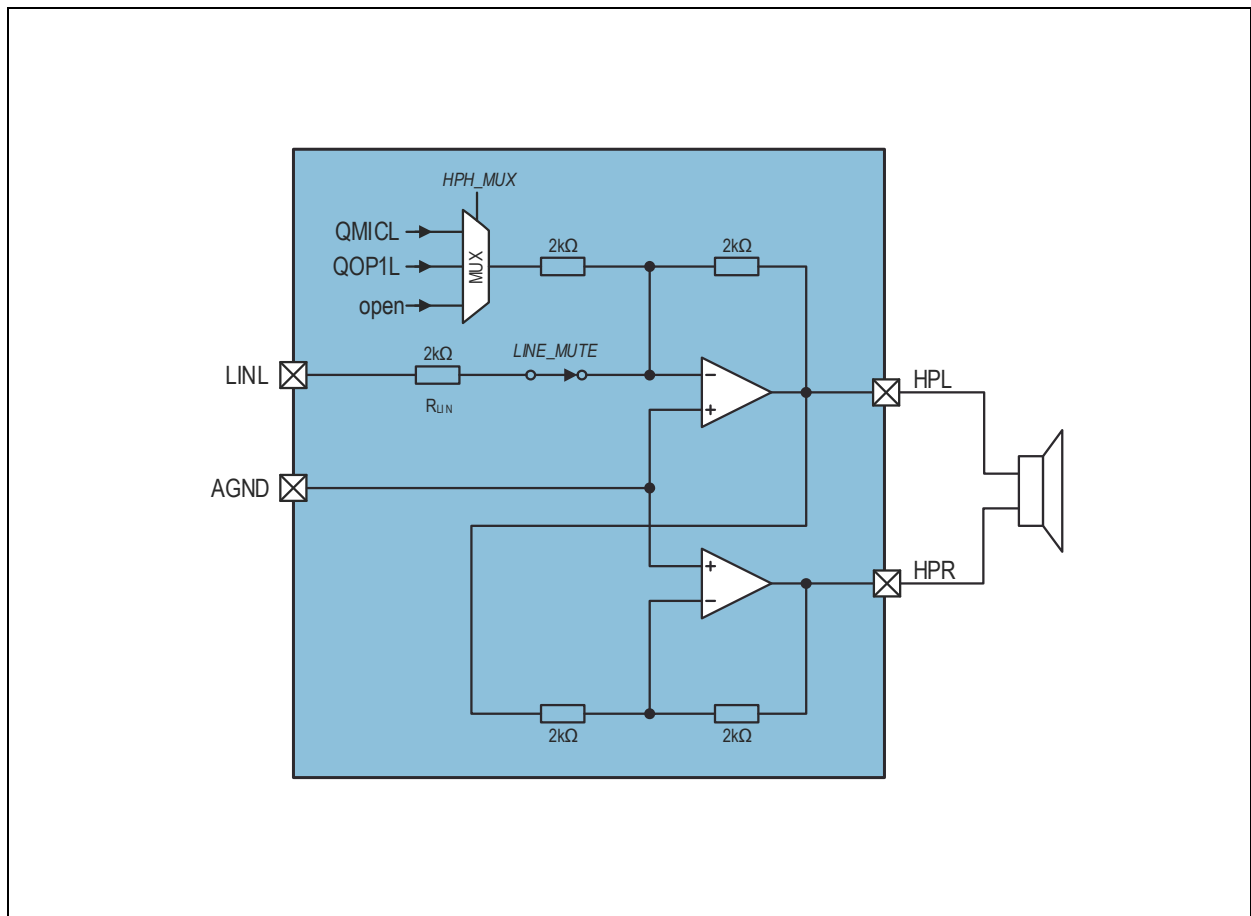 HPH_MUX
QMICL
QOP1L
open
MUX
2kΩ
2kΩ
LINL
2kΩ
RLIN
LINE_MUTE
−
+
HPL
AGND
+
−
HPR
2kΩ
2kΩ